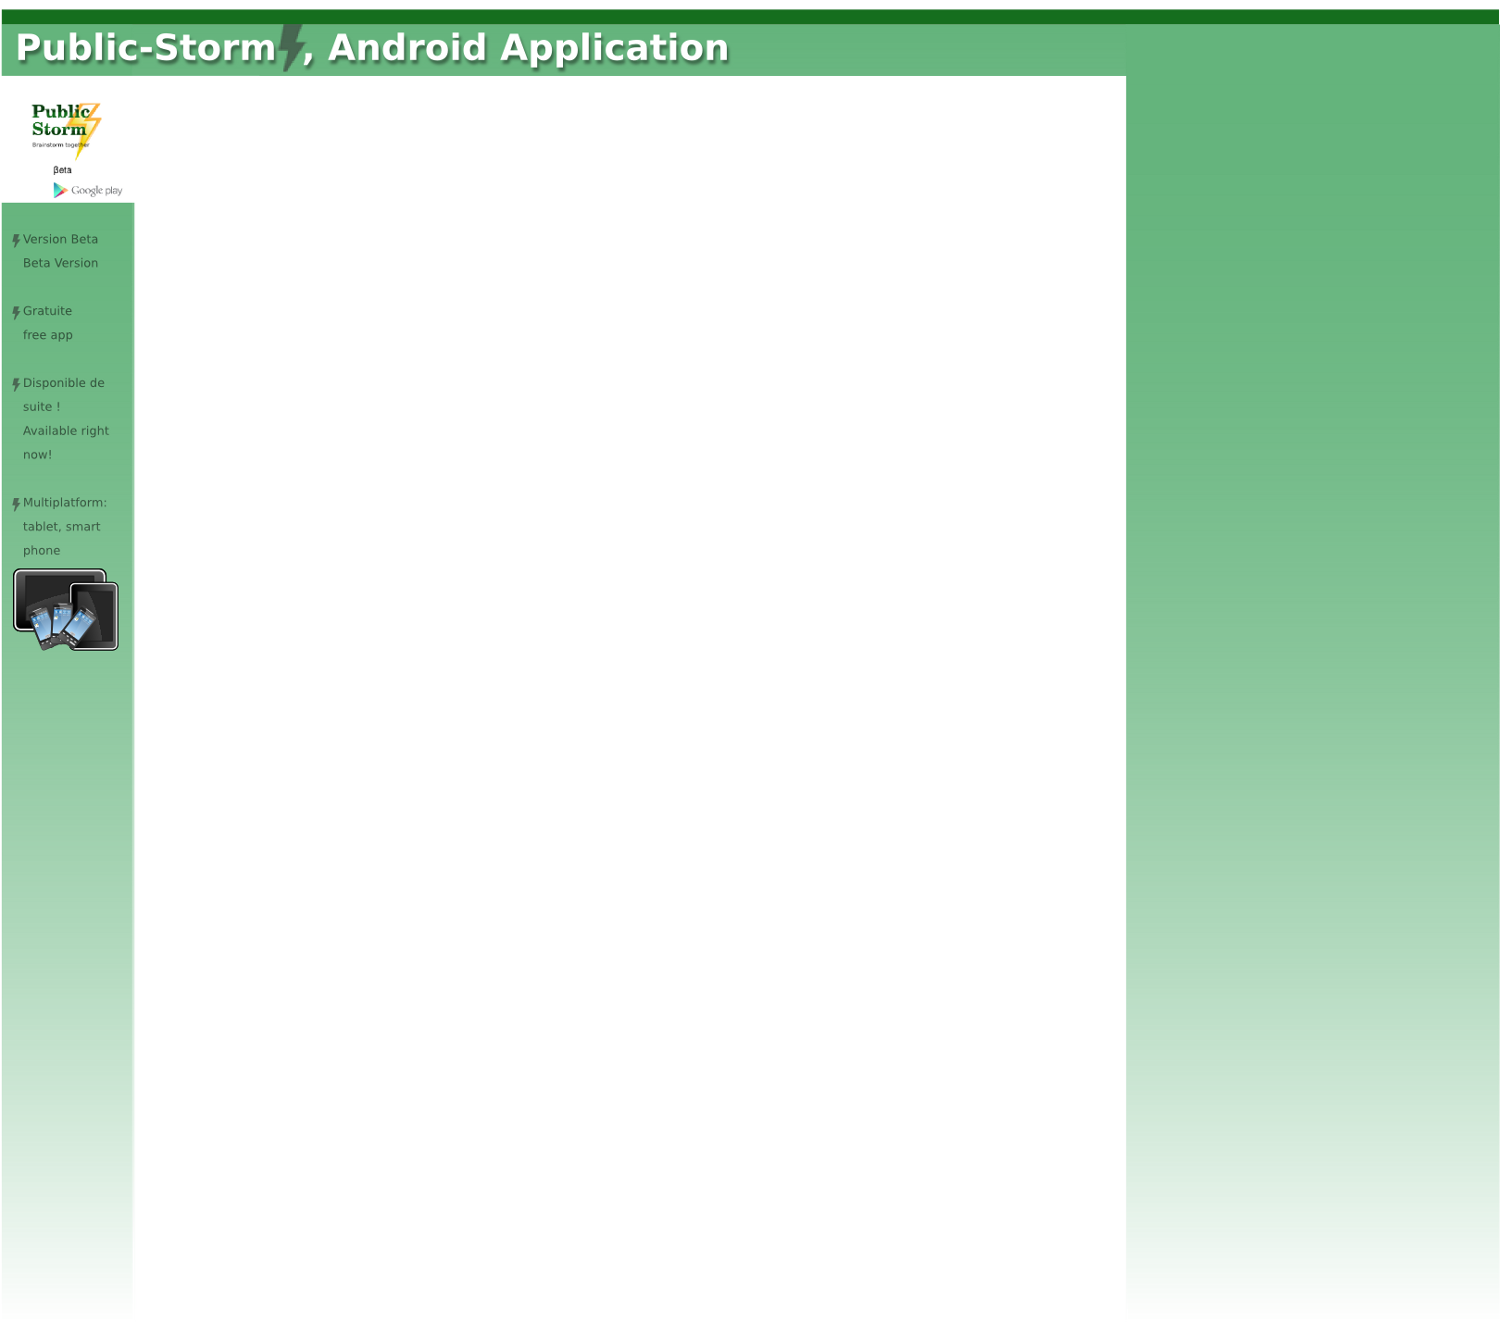 Public-Storm, Android Application
Public
Storm
Brainstorm together
βeta
Google play
Version Beta
Beta Version
Gratuite
free app
Disponible de
suite !
Available right
now!
Multiplatform:
tablet, smart
phone